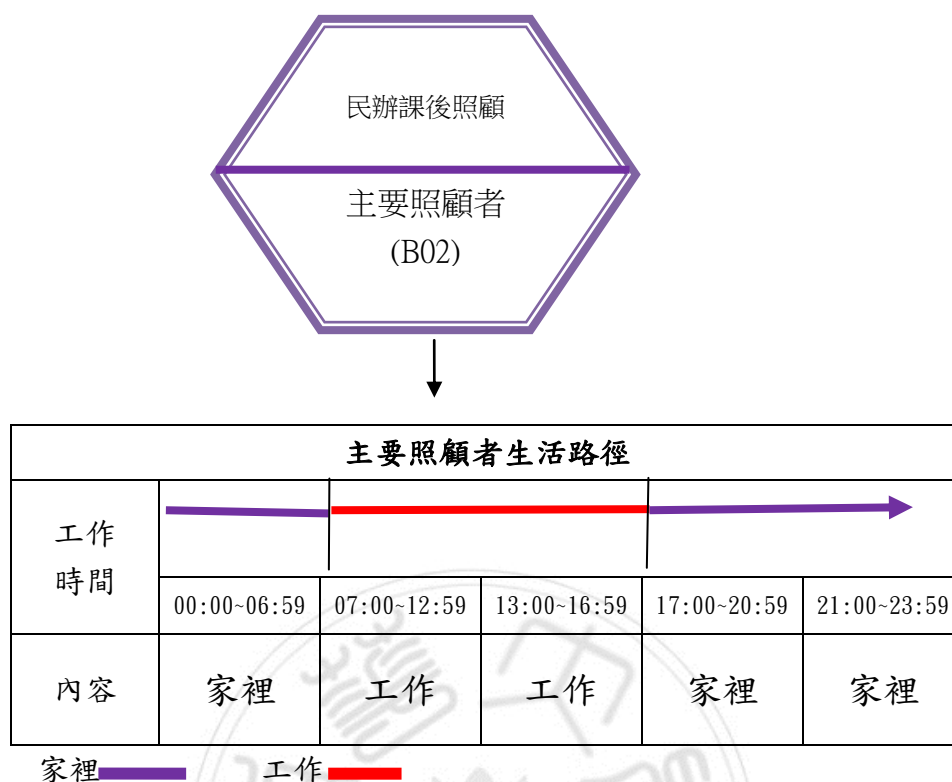 民辦課後照顧
主要照顧者
(B02)
主要照顧者生活路徑
工作
時間
00:00~06:59 07:00~12:59 13:00~16:59 17:00~20:59 21:00~23:59
內容 家裡 工作 工作 家裡 家裡
家裡 工作